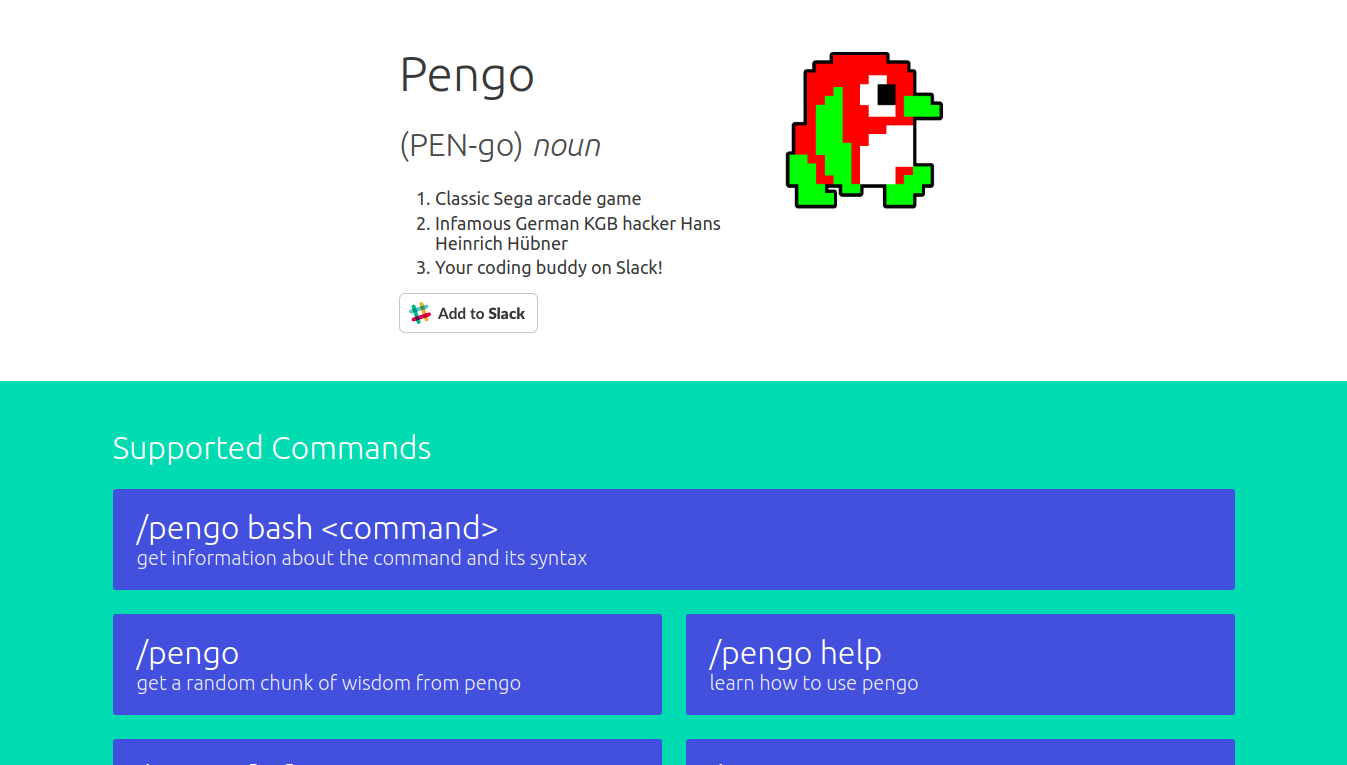 Pengo
(PEN-go) noun
1. Classic Sega arcade game
2. Infamous German KGB hacker Hans
Heinrich Hübner
3. Your coding buddy on Slack!
Add to Slack
Supported Commands
/pengo bash <command>
get information about the command and its syntax
/pengo
get a random chunk of wisdom from pengo
/pengo help
learn how to use pengo